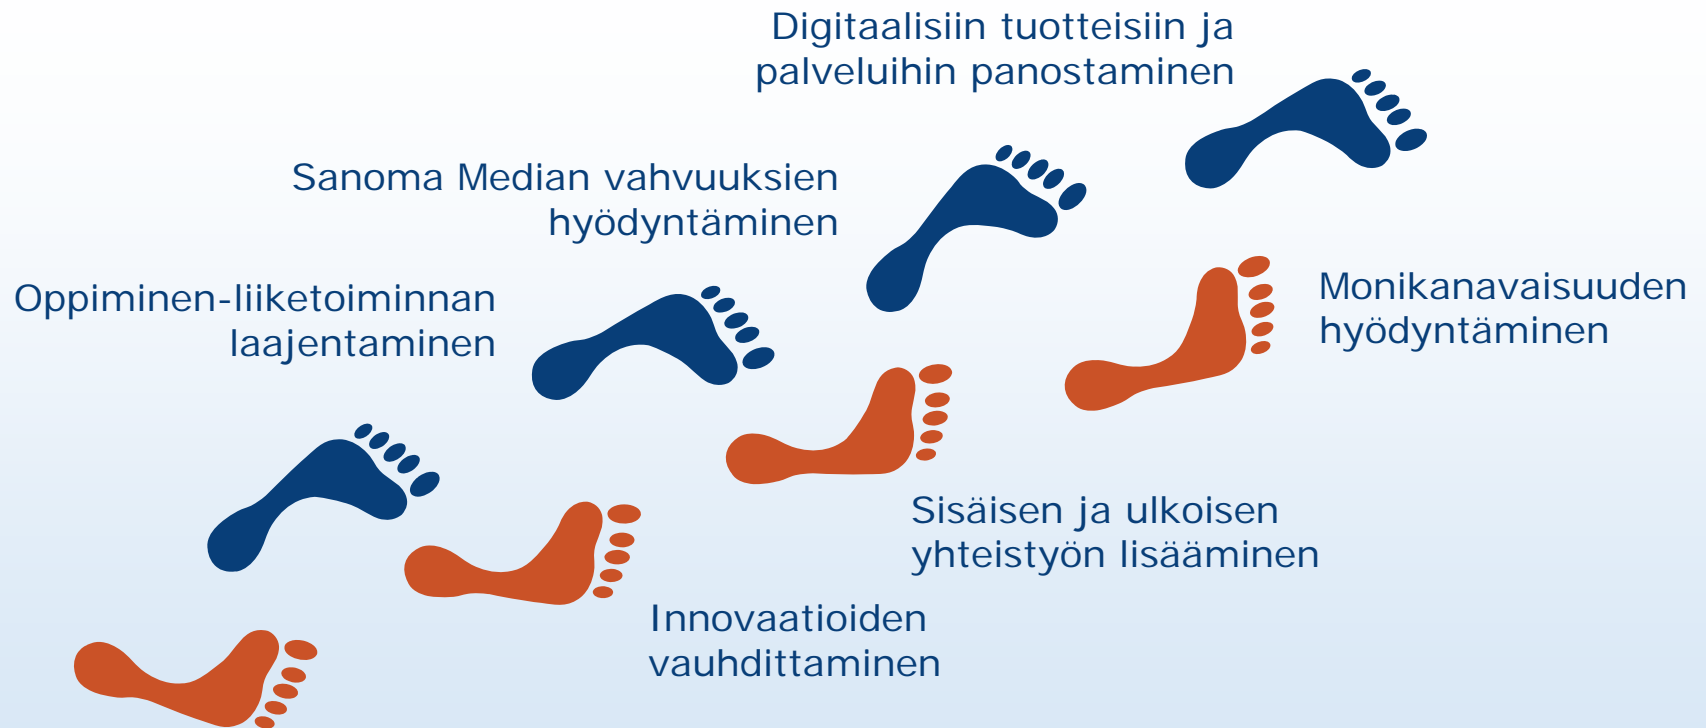 Digitaalisiin tuotteisiin ja
palveluihin panostaminen
Sanoma Median vahvuuksien
hyödyntäminen
Oppiminen-liiketoiminnan
laajentaminen
Monikanavaisuuden
hyödyntäminen
Sisäisen ja ulkoisen
yhteistyön lisääminen
Innovaatioiden
vauhdittaminen